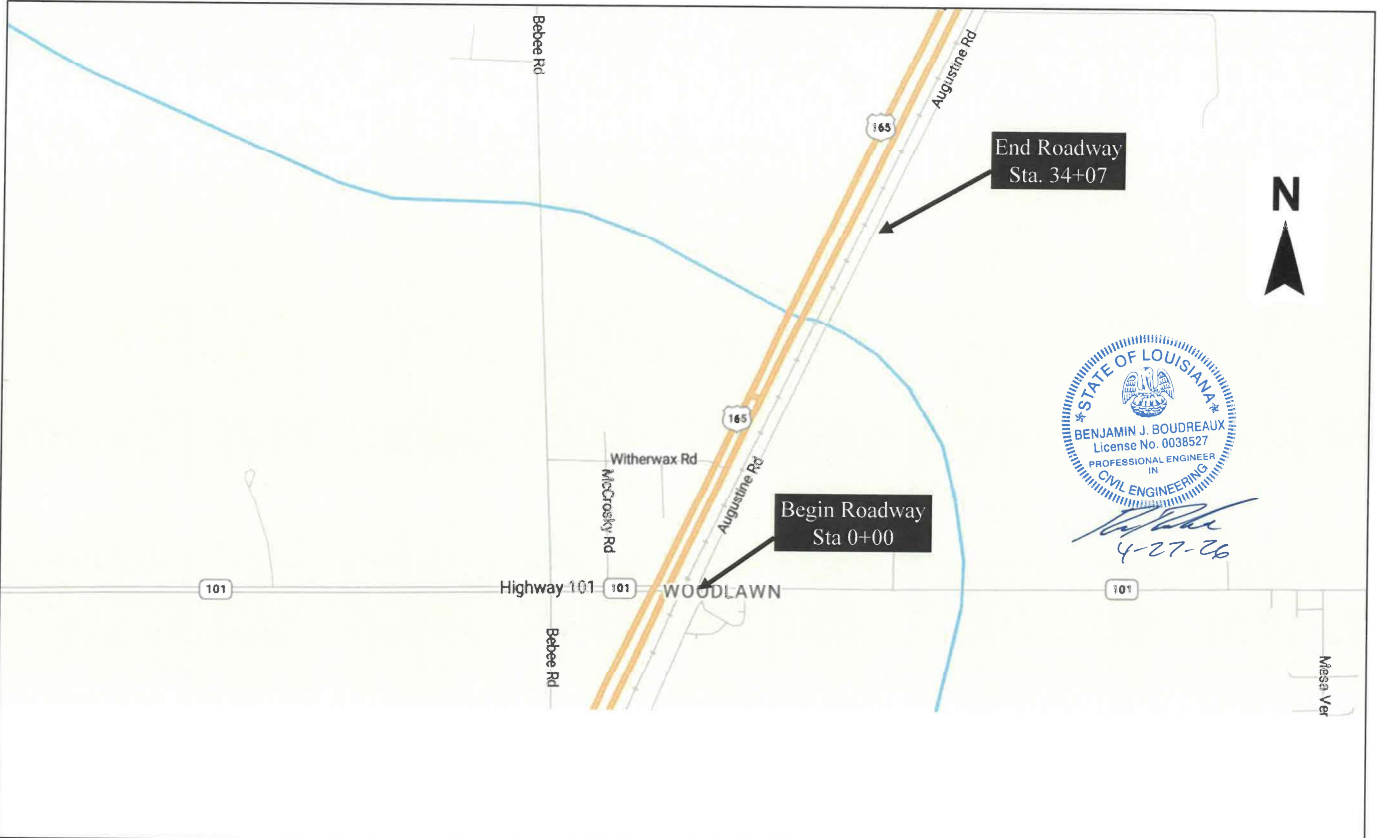 Bebee Rd
Augustine Rd
165
End Roadway
Sta. 34+07
N
STATE OF LOUISIANA
BENJAMIN J. BOUDREAUX
License No. 0038527
PROFESSIONAL ENGINEER
IN
CIVIL ENGINEERING
4-27-26
165
Witherwax Rd
McCrosky Rd
Augustine Rd
Begin Roadway
Sta 0+00
101
Highway 101
101
WOODLAWN
101
Bebee Rd
Mesa Ver